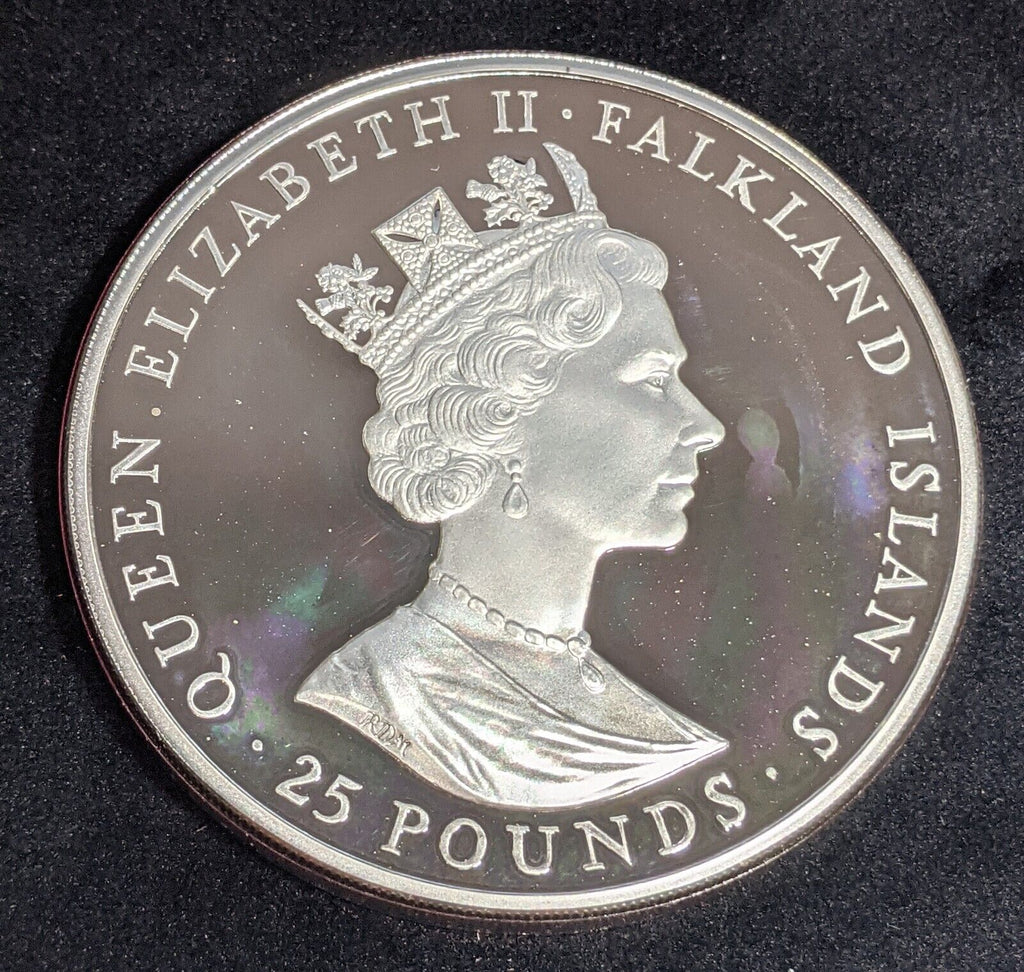 QUEEN ELIZABETH II · FALKLAND ISLANDS ·
25 POUNDS ·
RDM